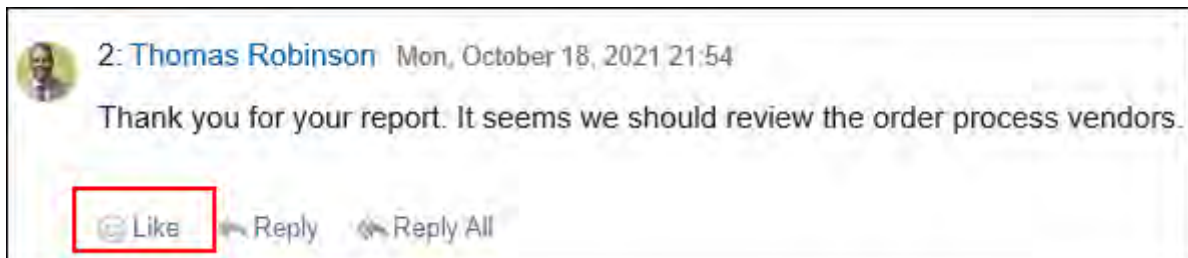 2: Thomas Robinson Mon, October 18, 2021 21:54
Thank you for your report. It seems we should review the order process vendors.
Like Reply Reply All